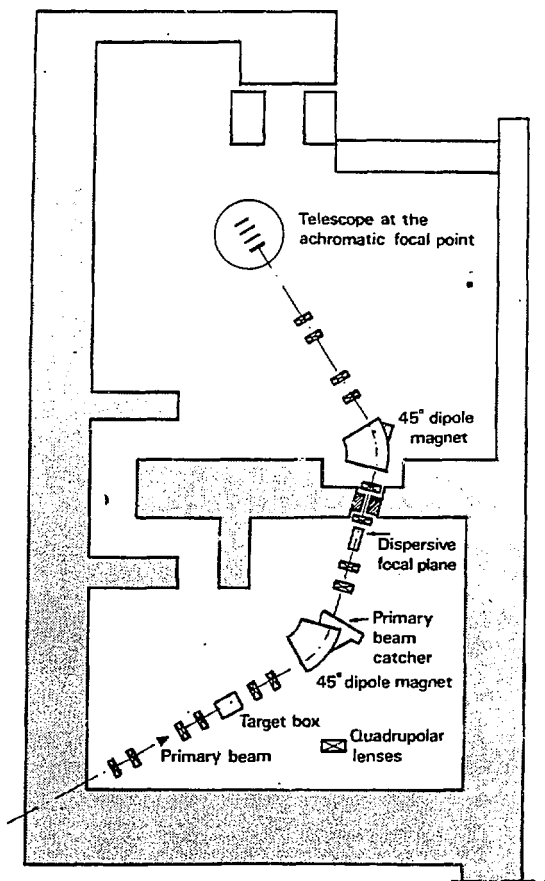 Telescope at the
achromatic focal point
45° dipole
magnet
Dispersive
focal plane
Primary
beam
catcher
45° dipole magnet
Target box
Quadrupolar
lenses
Primary beam